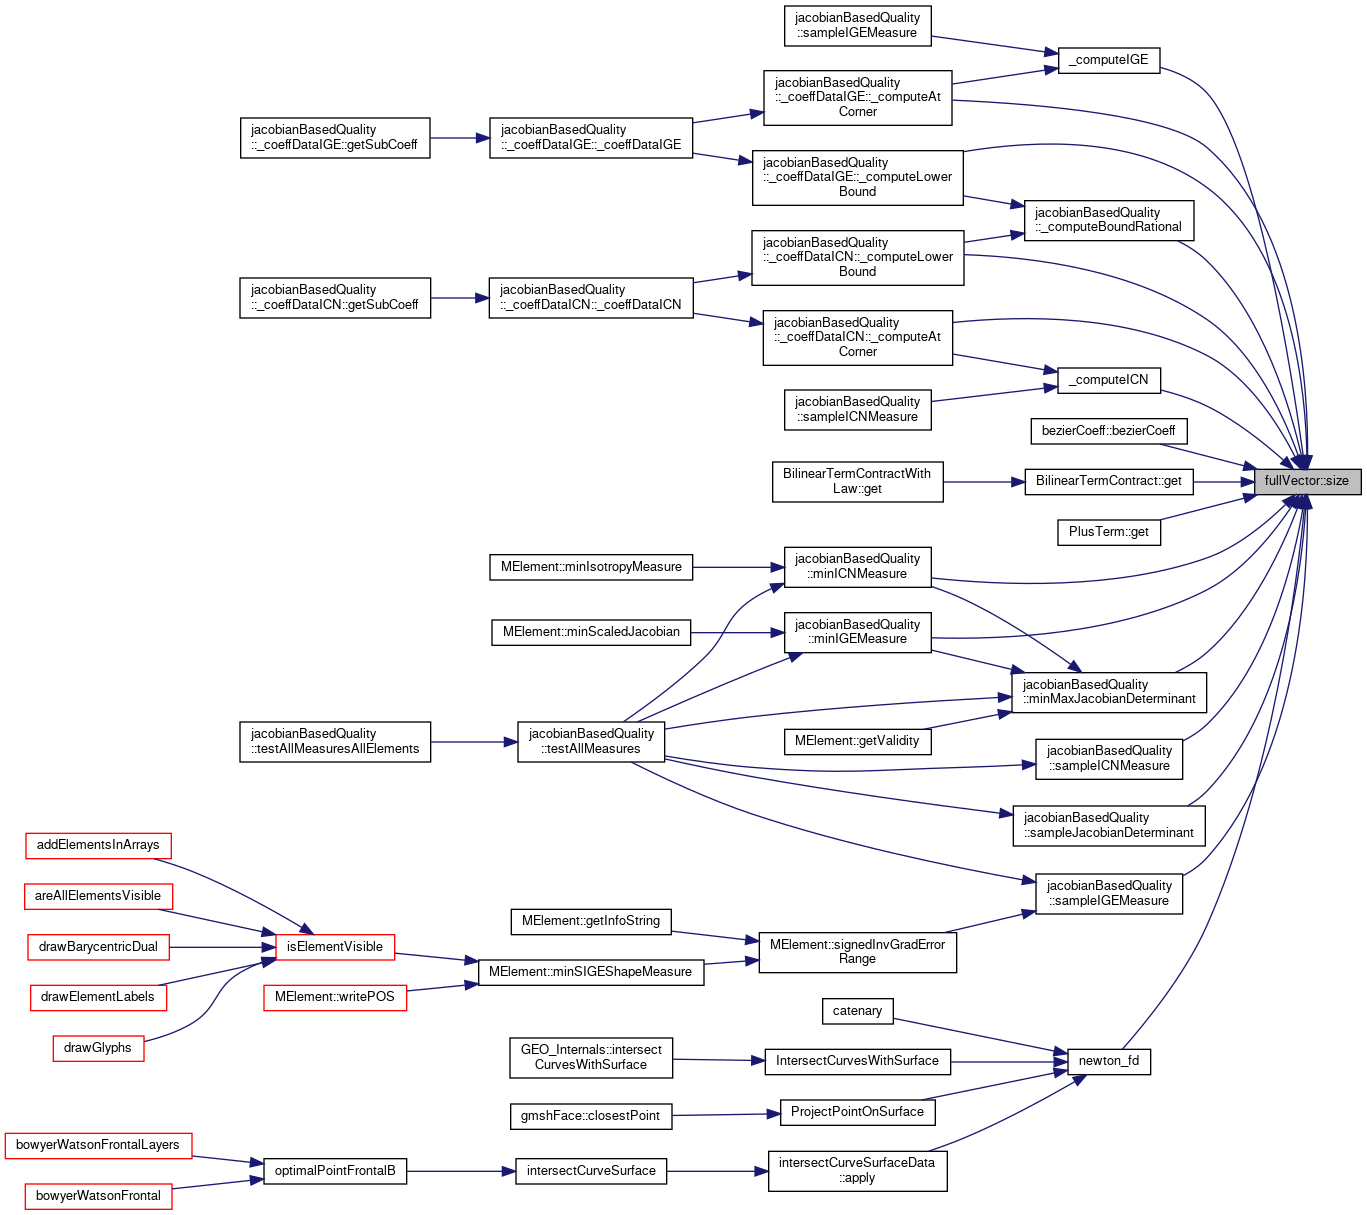 jacobianBasedQuality
::sampleIGEMeasure
_computeIGE
jacobianBasedQuality
::_coeffDataIGE::_computeAt
Corner
jacobianBasedQuality
::_coeffDataIGE::getSubCoeff
jacobianBasedQuality
::_coeffDataIGE::_coeffDataIGE
jacobianBasedQuality
::_coeffDataIGE::_computeLower
Bound
jacobianBasedQuality
::_computeBoundRational
jacobianBasedQuality
::_coeffDataICN::_computeLower
Bound
jacobianBasedQuality
::_coeffDataICN::getSubCoeff
jacobianBasedQuality
::_coeffDataICN::_coeffDataICN
jacobianBasedQuality
::_coeffDataICN::_computeAt
Corner
_computeICN
jacobianBasedQuality
::sampleICNMeasure
bezierCoeff::bezierCoeff
BilinearTermContractWith
Law::get
BilinearTermContract::get
fullVector::size
PlusTerm::get
MElement::minIsotropyMeasure
jacobianBasedQuality
::minICNMeasure
MElement::minScaledJacobian
jacobianBasedQuality
::minIGEMeasure
jacobianBasedQuality
::minMaxJacobianDeterminant
jacobianBasedQuality
::testAllMeasuresAllElements
jacobianBasedQuality
::testAllMeasures
MElement::getValidity
jacobianBasedQuality
::sampleICNMeasure
jacobianBasedQuality
::sampleJacobianDeterminant
addElementsInArrays
areAllElementsVisible
jacobianBasedQuality
::sampleIGEMeasure
MElement::getInfoString
drawBarycentricDual
isElementVisible
MElement::signedInvGradError
Range
MElement::minSIGEShapeMeasure
drawElementLabels
MElement::writePOS
catenary
drawGlyphs
GEO_Internals::intersect
CurvesWithSurface
IntersectCurvesWithSurface
newton_fd
gmshFace::closestPoint
ProjectPointOnSurface
bowyerWatsonFrontalLayers
optimalPointFrontalB
intersectCurveSurface
intersectCurveSurfaceData
::apply
bowyerWatsonFrontal